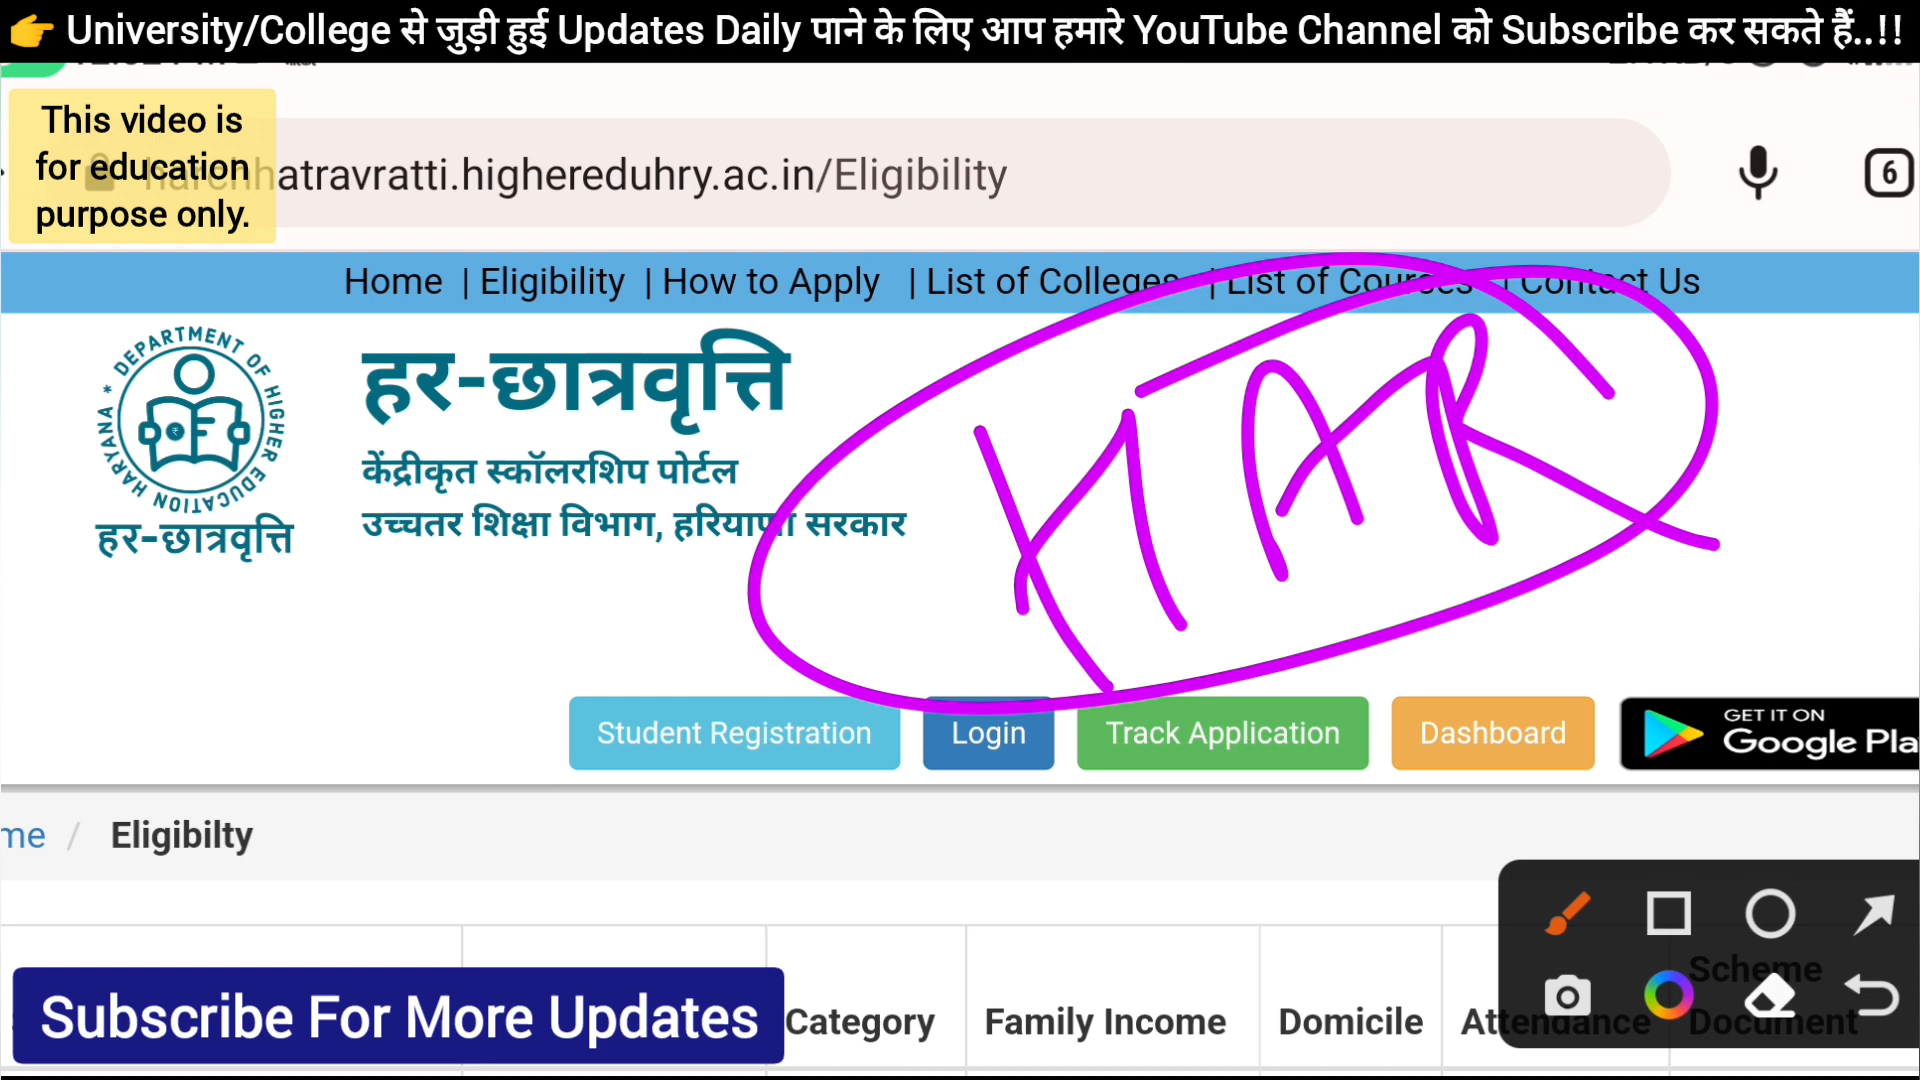 👉 University/College से जुड़ी हुई Updates Daily पाने के लिए आप हमारे YouTube Channel को Subscribe कर सकते हैं..!!
This video is
for education
purpose only.
harchhatravratti.highereduhry.ac.in/Eligibility
6
Home | Eligibility | How to Apply | List of Colleges | List of Courses | Contact Us
DEPARTMENT OF HIGHER EDUCATION HARYANA *
हर-छात्रवृत्ति
हर-छात्रवृत्ति
केंद्रीकृत स्कॉलरशिप पोर्टल
उच्चतर शिक्षा विभाग, हरियाणा सरकार
HAR
Student Registration
Login
Track Application
Dashboard
GET IT ON
Google Pla
me / Eligibilty
Subscribe For More Updates
Category
Family Income
Domicile
Attendance
Scheme
Document